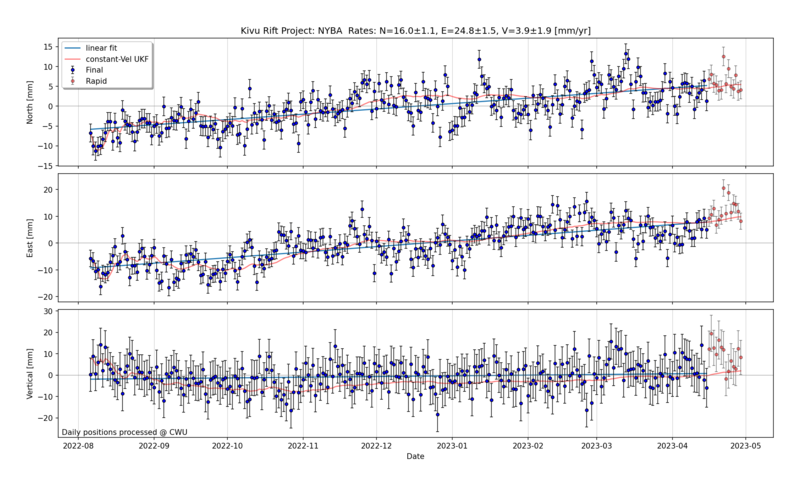 Kivu Rift Project: NYBA Rates: N=16.0±1.1, E=24.8±1.5, V=3.9±1.9 [mm/yr]
linear fit
constant-Vel UKF
Final
Rapid
North [mm]
15
10
5
0
−5
−10
−15
East [mm]
20
10
0
−10
−20
Vertical [mm]
30
20
10
0
−10
−20
Daily positions processed @ CWU
2022-08 2022-09 2022-10 2022-11 2022-12 2023-01 2023-02 2023-03 2023-04 2023-05
Date